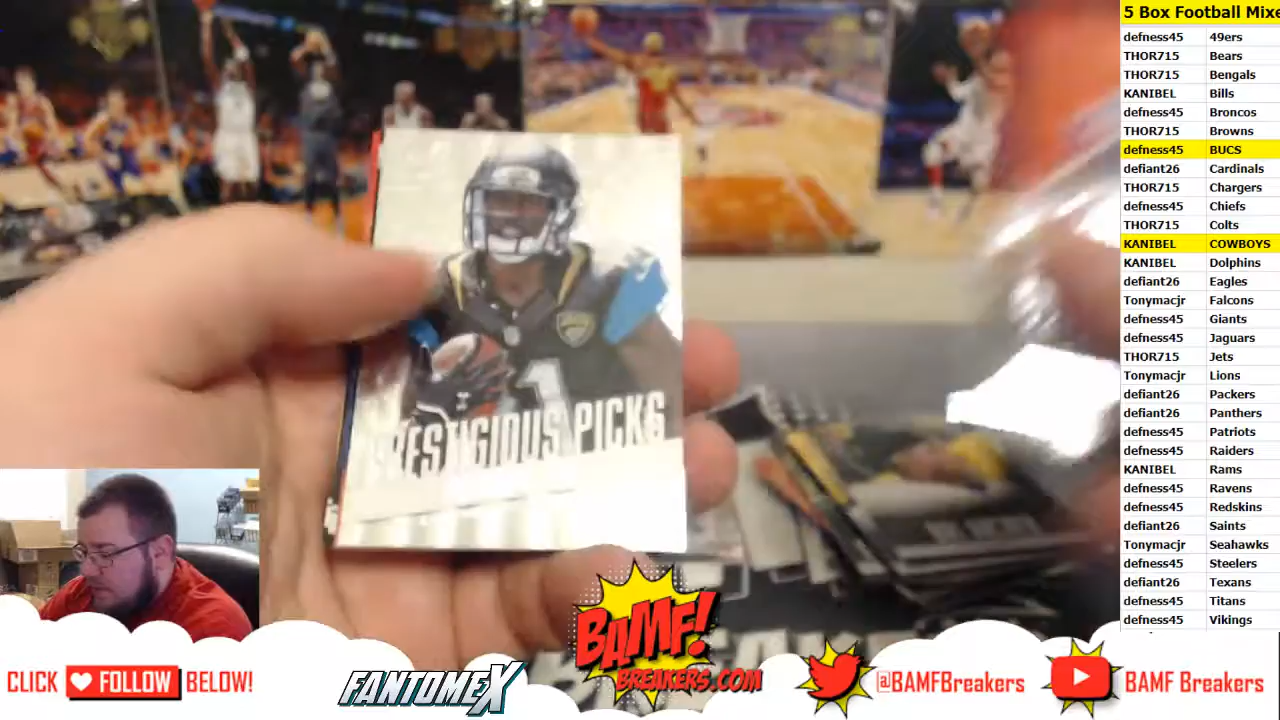 5 Box Football Mixe
defness45 49ers
THOR715 Bears
THOR715 Bengals
KANIBEL Bills
defness45 Broncos
THOR715 Browns
defness45 BUCS
defiant26 Cardinals
THOR715 Chargers
defness45 Chiefs
THOR715 Colts
KANIBEL COWBOYS
KANIBEL Dolphins
defiant26 Eagles
Tonymacjr Falcons
defness45 Giants
defness45 Jaguars
THOR715 Jets
Tonymacjr Lions
defiant26 Packers
defiant26 Panthers
defness45 Patriots
defness45 Raiders
KANIBEL Rams
defness45 Ravens
defness45 Redskins
defiant26 Saints
Tonymacjr Seahawks
defness45 Steelers
defiant26 Texans
defness45 Titans
defness45 Vikings
PRESTIGIOUS PICKS
1
CLICK FOLLOW BELOW!
FANTOMEX
BAMF!
BREAKERS.COM
@BAMFBreakers
BAMF Breakers